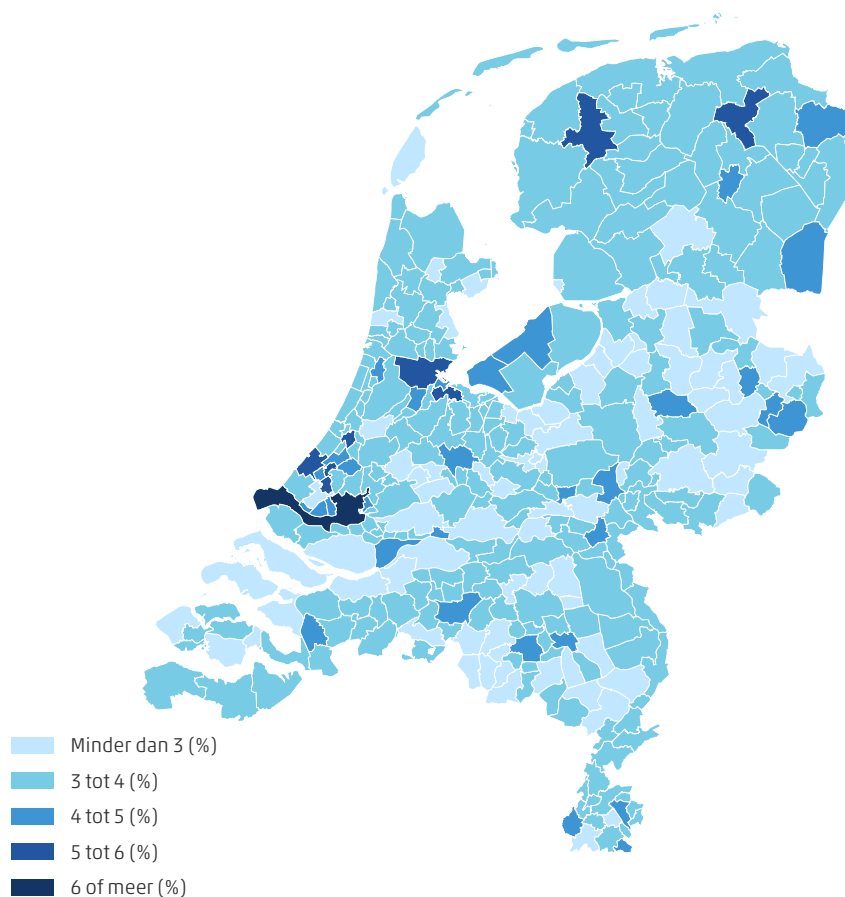 Minder dan 3 (%)
3 tot 4 (%)
4 tot 5 (%)
5 tot 6 (%)
6 of meer (%)